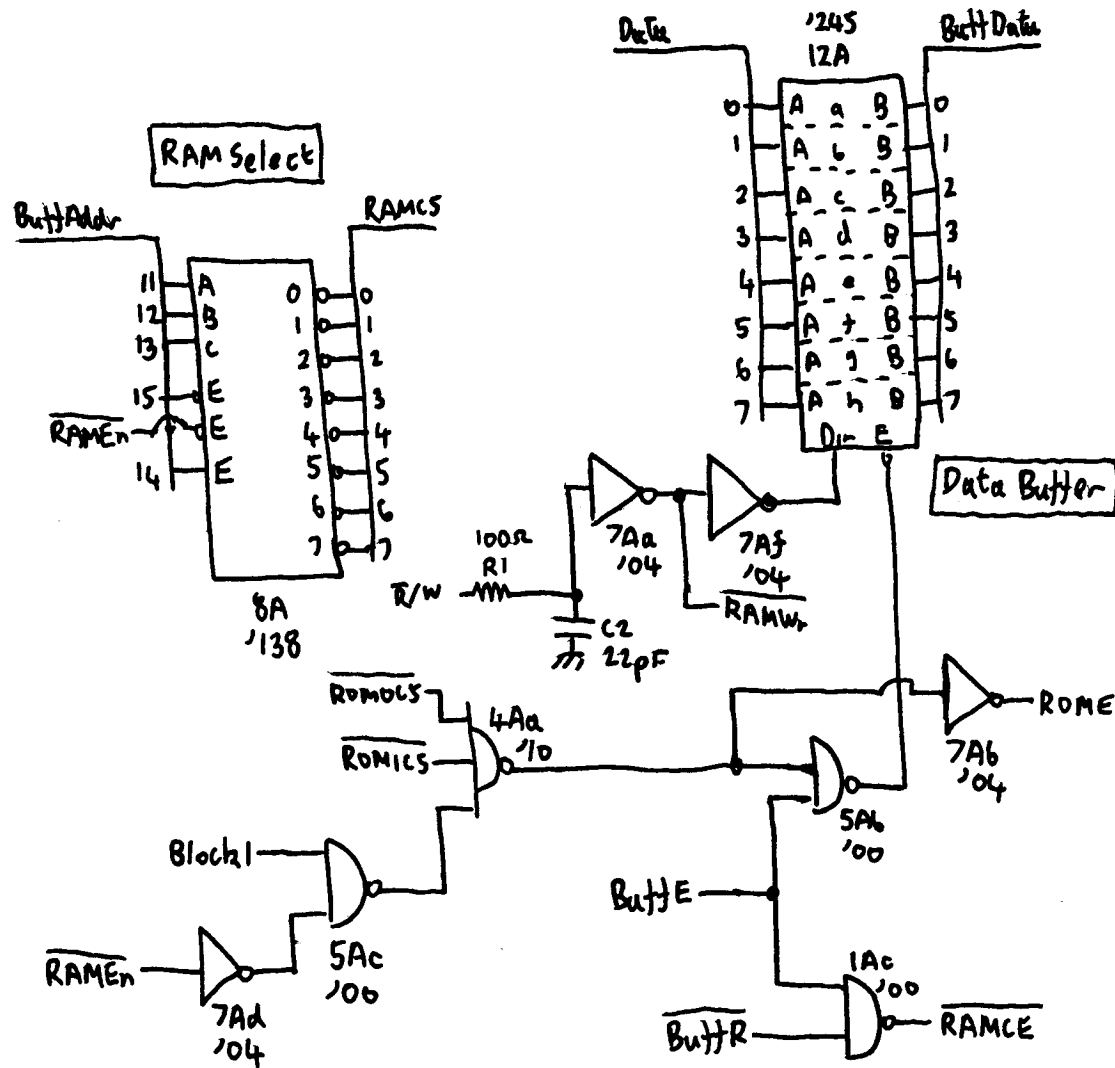 Data
'245
12A
BuffData
0 A a B 0
1 A b B 1
2 A c B 2
3 A d B 3
4 A e B 4
5 A f B 5
6 A g B 6
7 A h B 7
Dir E
Data Buffer
RAM Select
BuffAddr
RAMCS
11 A 0 0
12 B 1 1
13 C 2 2
15 E 3 3
RAMEn E 4 4
14 E 5 5
6 6
7 7
8A
'138
100Ω
R1
R/W
C2
22pF
7Aa
'04
7Af
'04
RAMWr
ROM0CS
ROM1CS
4Aa
'10
7Ab
'04
ROME
5Ab
'00
Block1
5Ac
'00
RAMEn
7Ad
'04
BuffE
1Ac
'00
BuffR
RAMCE